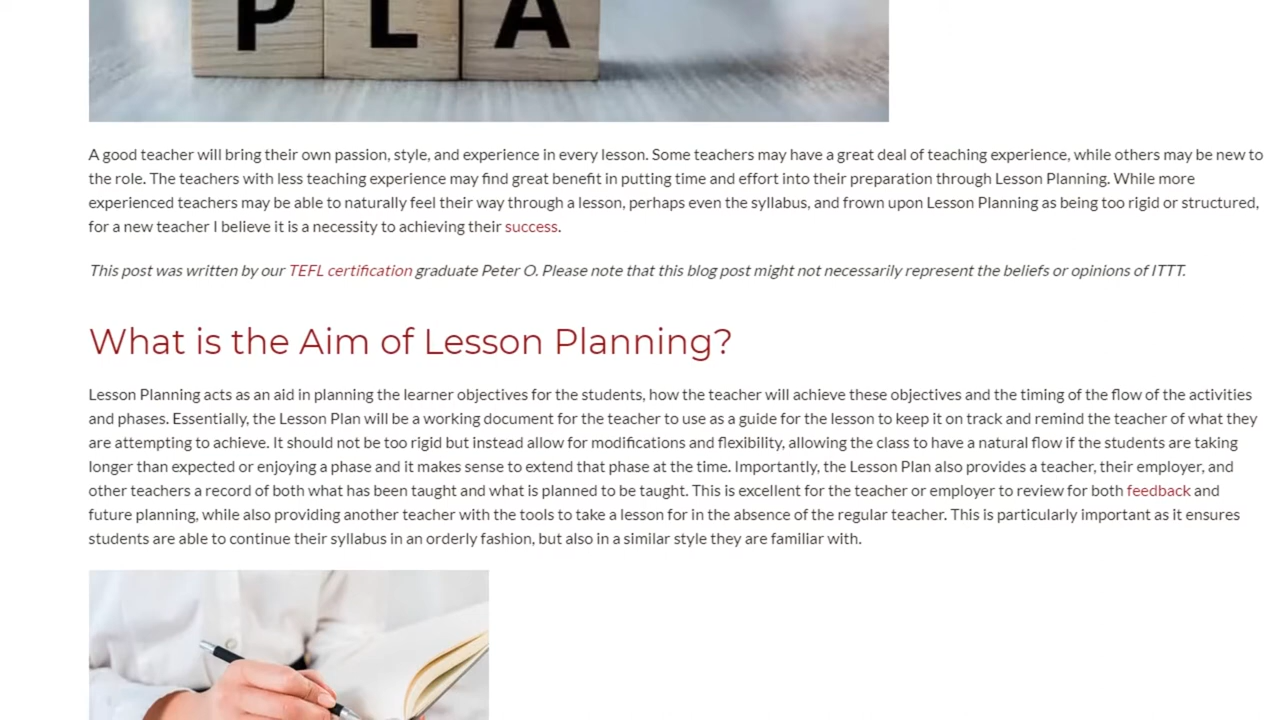 PLA
A good teacher will bring their own passion, style, and experience in every lesson. Some teachers may have a great deal of teaching experience, while others may be new to
the role. The teachers with less teaching experience may find great benefit in putting time and effort into their preparation through Lesson Planning. While more
experienced teachers may be able to naturally feel their way through a lesson, perhaps even the syllabus, and frown upon Lesson Planning as being too rigid or structured,
for a new teacher I believe it is a necessity to achieving their success.
This post was written by our TEFL certification graduate Peter O. Please note that this blog post might not necessarily represent the beliefs or opinions of ITTT.
What is the Aim of Lesson Planning?
Lesson Planning acts as an aid in planning the learner objectives for the students, how the teacher will achieve these objectives and the timing of the flow of the activities
and phases. Essentially, the Lesson Plan will be a working document for the teacher to use as a guide for the lesson to keep it on track and remind the teacher of what they
are attempting to achieve. It should not be too rigid but instead allow for modifications and flexibility, allowing the class to have a natural flow if the students are taking
longer than expected or enjoying a phase and it makes sense to extend that phase at the time. Importantly, the Lesson Plan also provides a teacher, their employer, and
other teachers a record of both what has been taught and what is planned to be taught. This is excellent for the teacher or employer to review for both feedback and
future planning, while also providing another teacher with the tools to take a lesson for in the absence of the regular teacher. This is particularly important as it ensures
students are able to continue their syllabus in an orderly fashion, but also in a similar style they are familiar with.